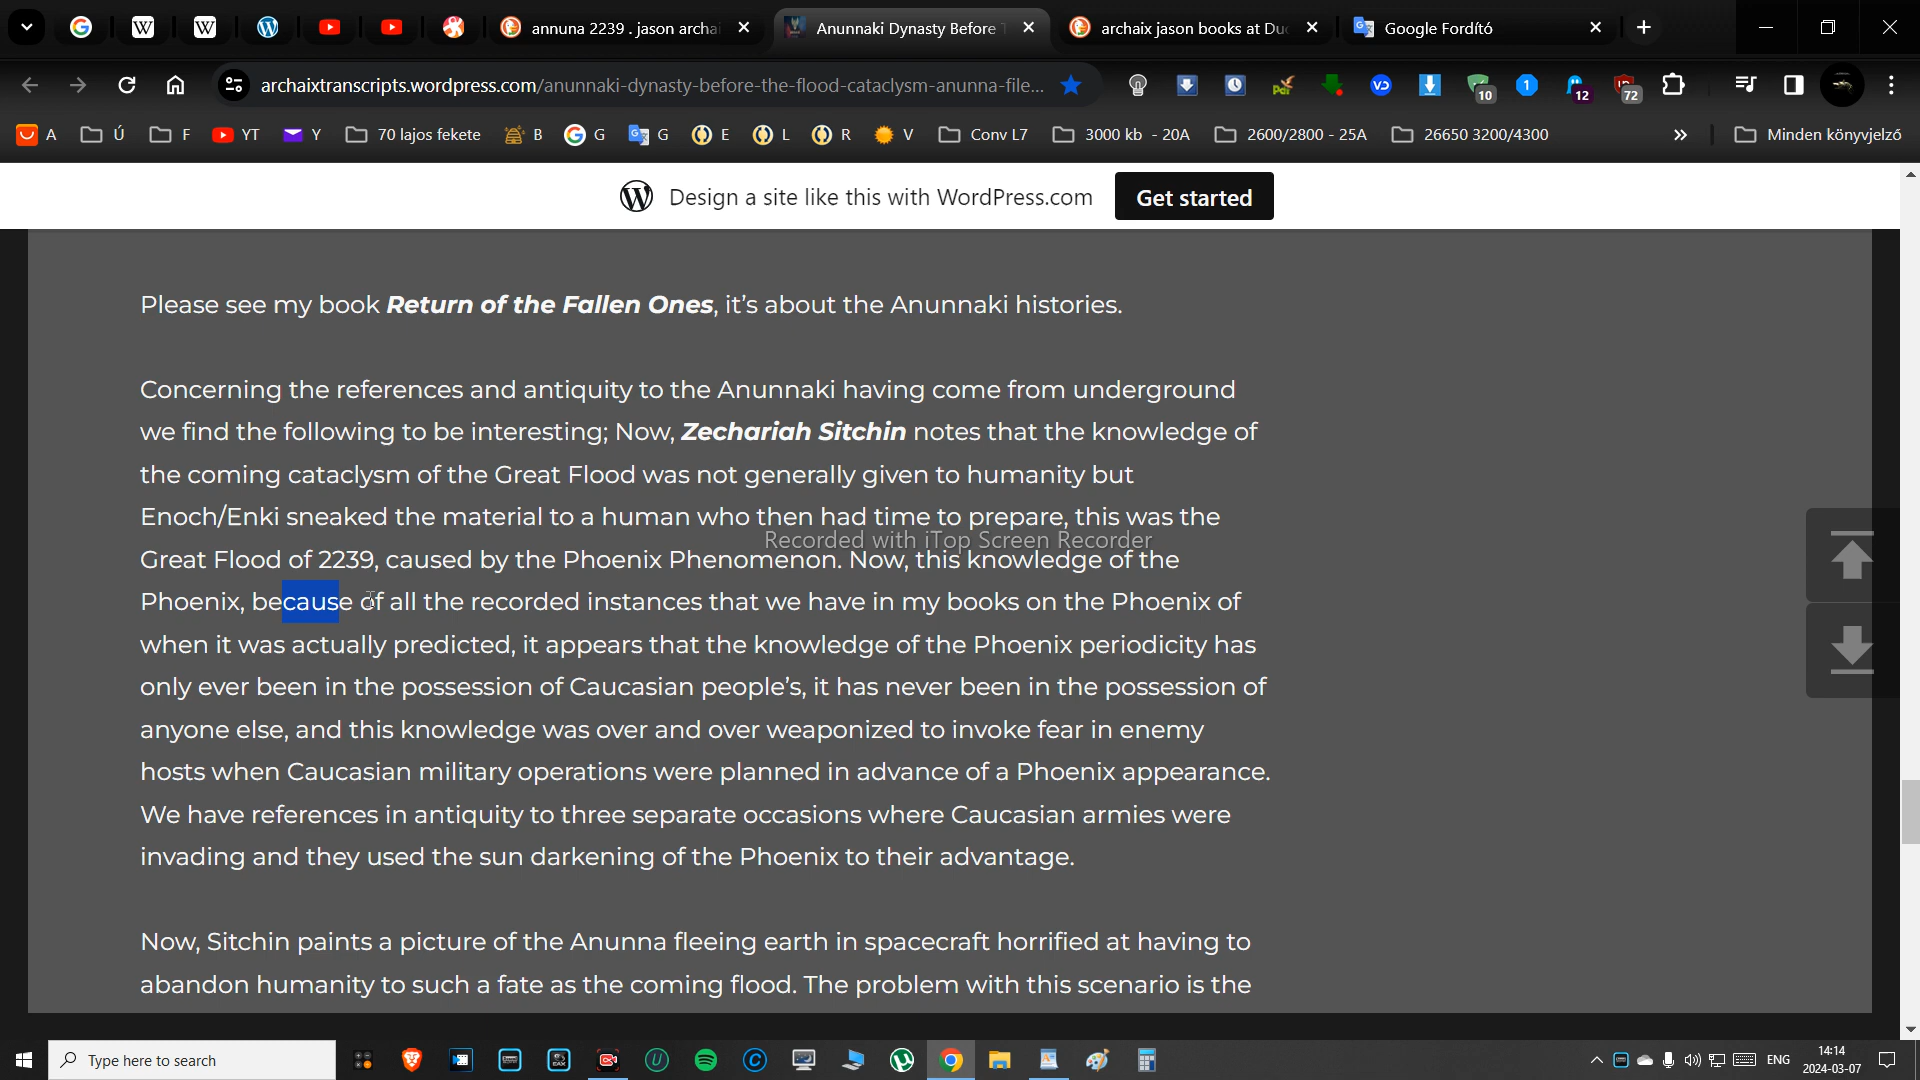 annuna 2239 . jason archai
Anunnaki Dynasty Before T
archaix jason books at Duc
Google Fordító
archaixtranscripts.wordpress.com/anunnaki-dynasty-before-the-flood-cataclysm-anunna-file...
10
1
12
72
A
Ú
F
YT
Y
70 lajos fekete
B
G
G
E
L
R
V
Conv L7
3000 kb - 20A
2600/2800 - 25A
26650 3200/4300
»
Minden könyvjelző
Design a site like this with WordPress.com
Get started
Please see my book Return of the Fallen Ones, it’s about the Anunnaki histories.
Concerning the references and antiquity to the Anunnaki having come from underground
we find the following to be interesting; Now, Zechariah Sitchin notes that the knowledge of
the coming cataclysm of the Great Flood was not generally given to humanity but
Enoch/Enki sneaked the material to a human who then had time to prepare, this was the
Recorded with iTop Screen Recorder
Great Flood of 2239, caused by the Phoenix Phenomenon. Now, this knowledge of the
Phoenix, because of all the recorded instances that we have in my books on the Phoenix of
when it was actually predicted, it appears that the knowledge of the Phoenix periodicity has
only ever been in the possession of Caucasian people’s, it has never been in the possession of
anyone else, and this knowledge was over and over weaponized to invoke fear in enemy
hosts when Caucasian military operations were planned in advance of a Phoenix appearance.
We have references in antiquity to three separate occasions where Caucasian armies were
invading and they used the sun darkening of the Phoenix to their advantage.
Now, Sitchin paints a picture of the Anunna fleeing earth in spacecraft horrified at having to
abandon humanity to such a fate as the coming flood. The problem with this scenario is the
Type here to search
ENG
14:14
2024-03-07